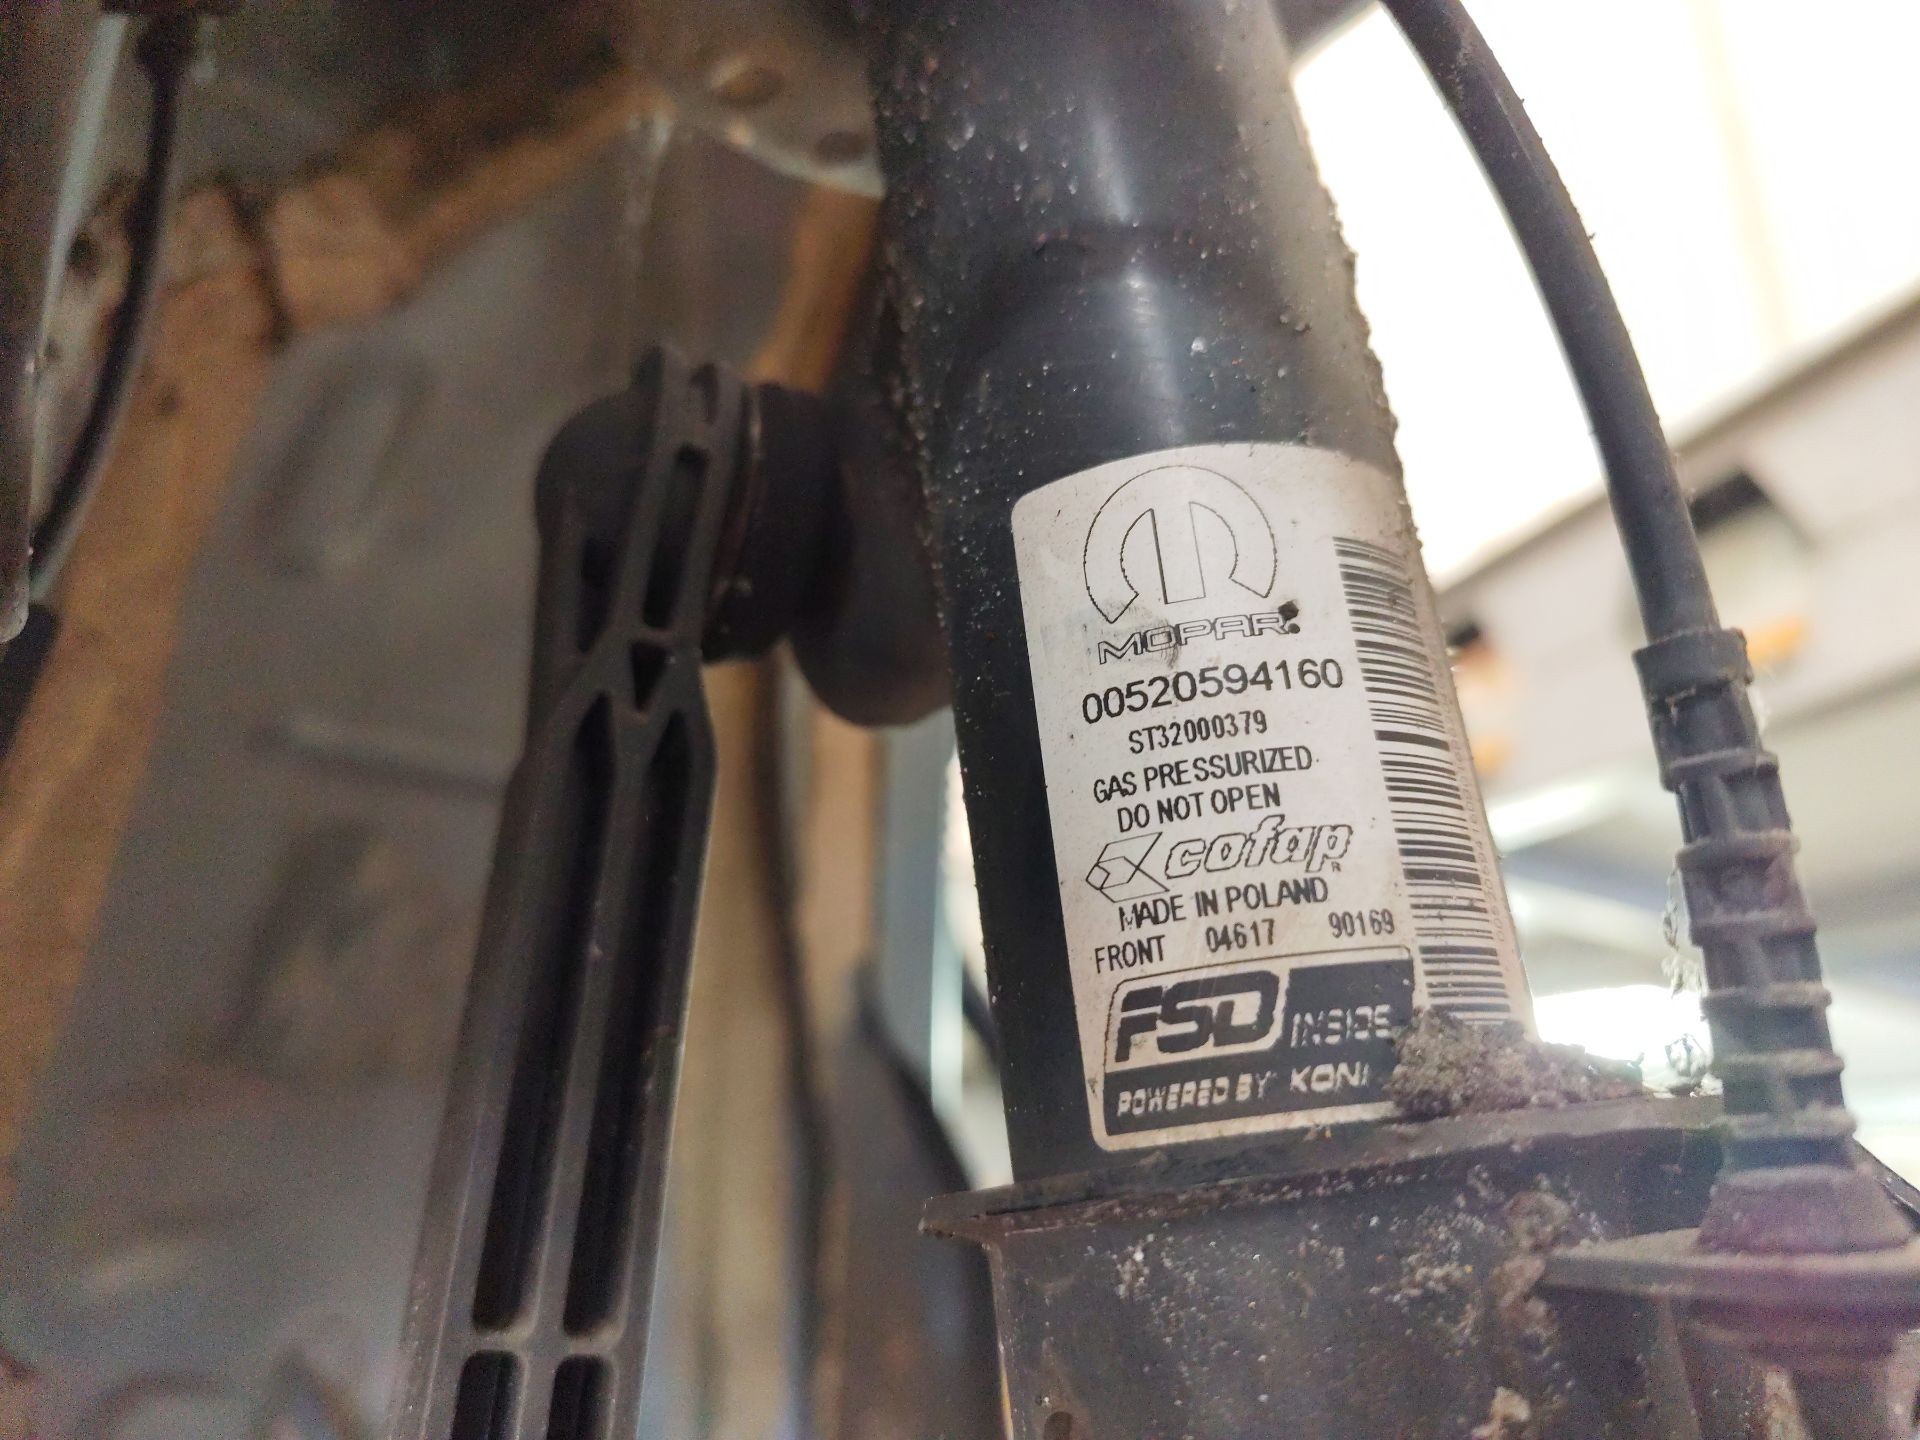 MOPAR
00520594160
ST32000379
GAS PRESSURIZED
DO NOT OPEN
cofap
MADE IN POLAND
FRONT 04617 90169
FSD INSIDE
POWERED BY KONI